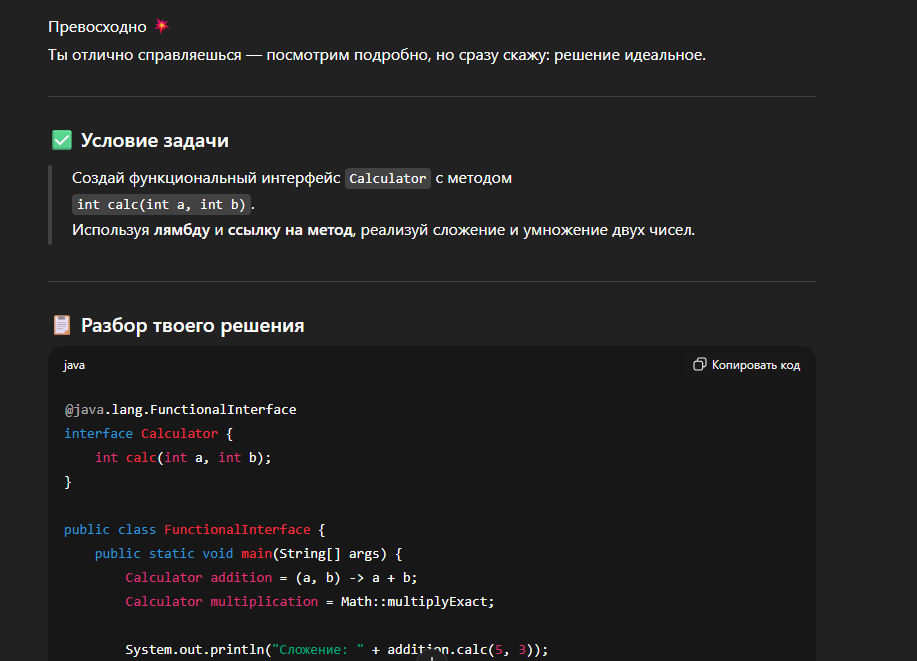 Превосходно 💥
Ты отлично справляешься — посмотрим подробно, но сразу скажу: решение идеальное.
✅ Условие задачи
Создай функциональный интерфейс Calculator с методом
int calc(int a, int b).
Используя лямбду и ссылку на метод, реализуй сложение и умножение двух чисел.
📋 Разбор твоего решения
java
Копировать код
@java.lang.FunctionalInterface
interface Calculator {
    int calc(int a, int b);
}
public class FunctionalInterface {
    public static void main(String[] args) {
        Calculator addition = (a, b) -> a + b;
        Calculator multiplication = Math::multiplyExact;
        System.out.println("Сложение: " + addition.calc(5, 3));